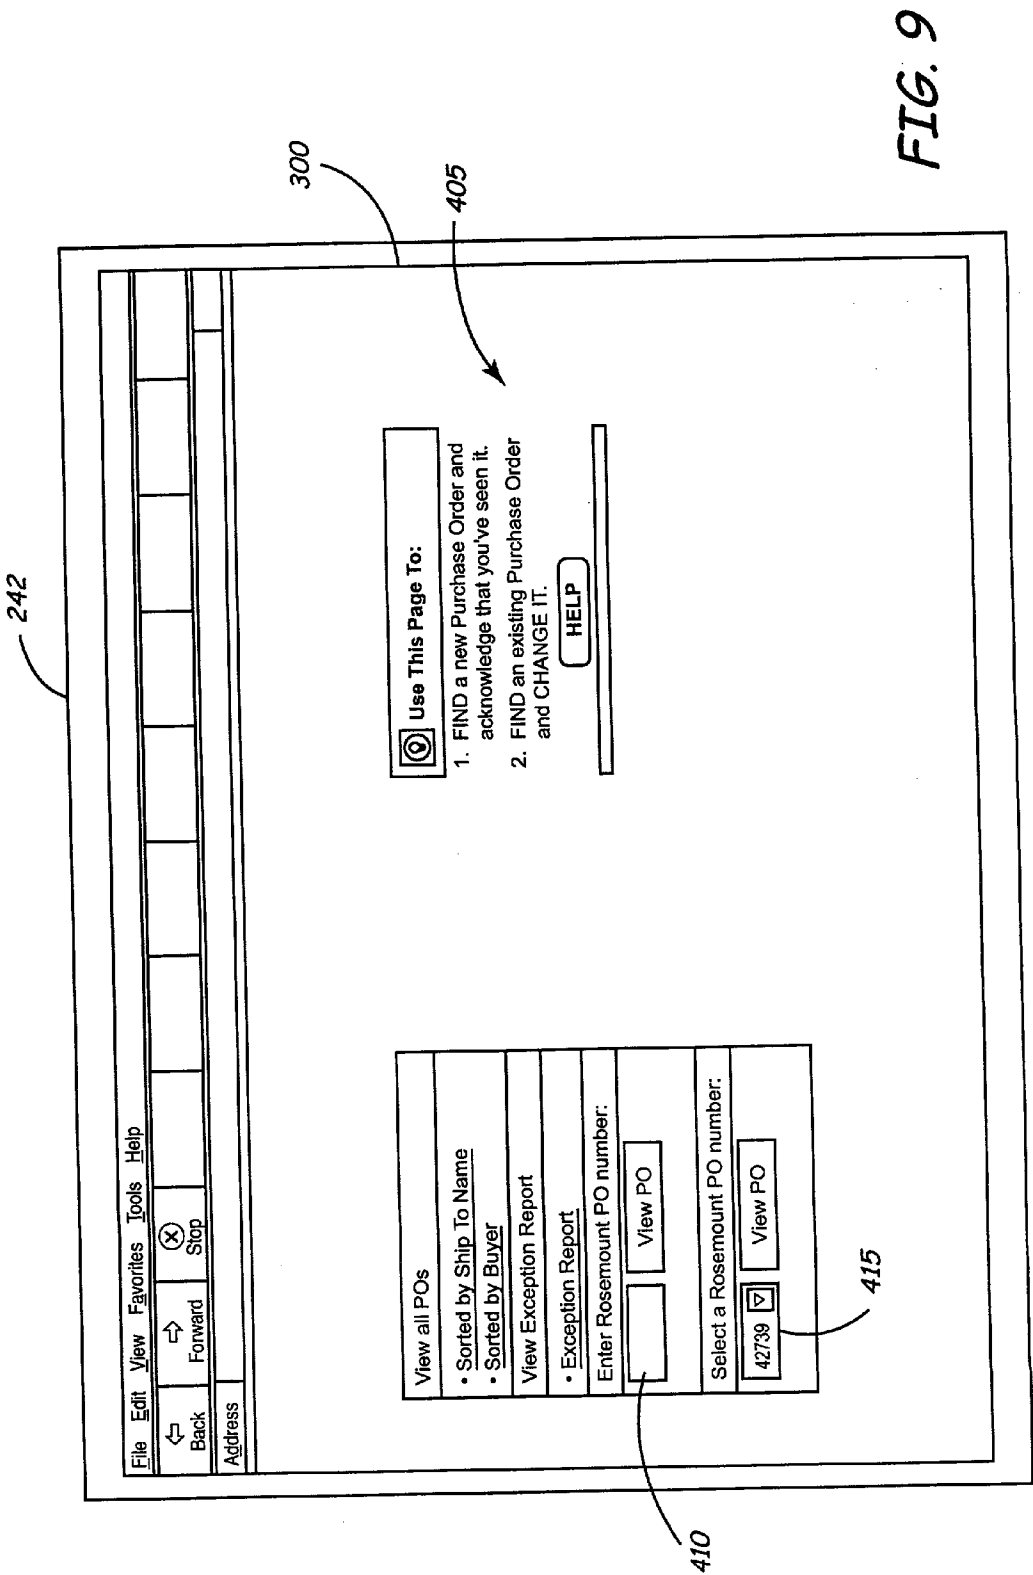 242
300
405
File Edit View Favorites Tools Help
Back Forward Stop
Address
View all POs
• Sorted by Ship To Name
• Sorted by Buyer
View Exception Report
• Exception Report
Enter Rosemount PO number:
View PO
Select a Rosemount PO number:
42739 View PO
410
415
Use This Page To:
1. FIND a new Purchase Order and
acknowledge that you've seen it.
2. FIND an existing Purchase Order
and CHANGE IT.
HELP
FIG. 9